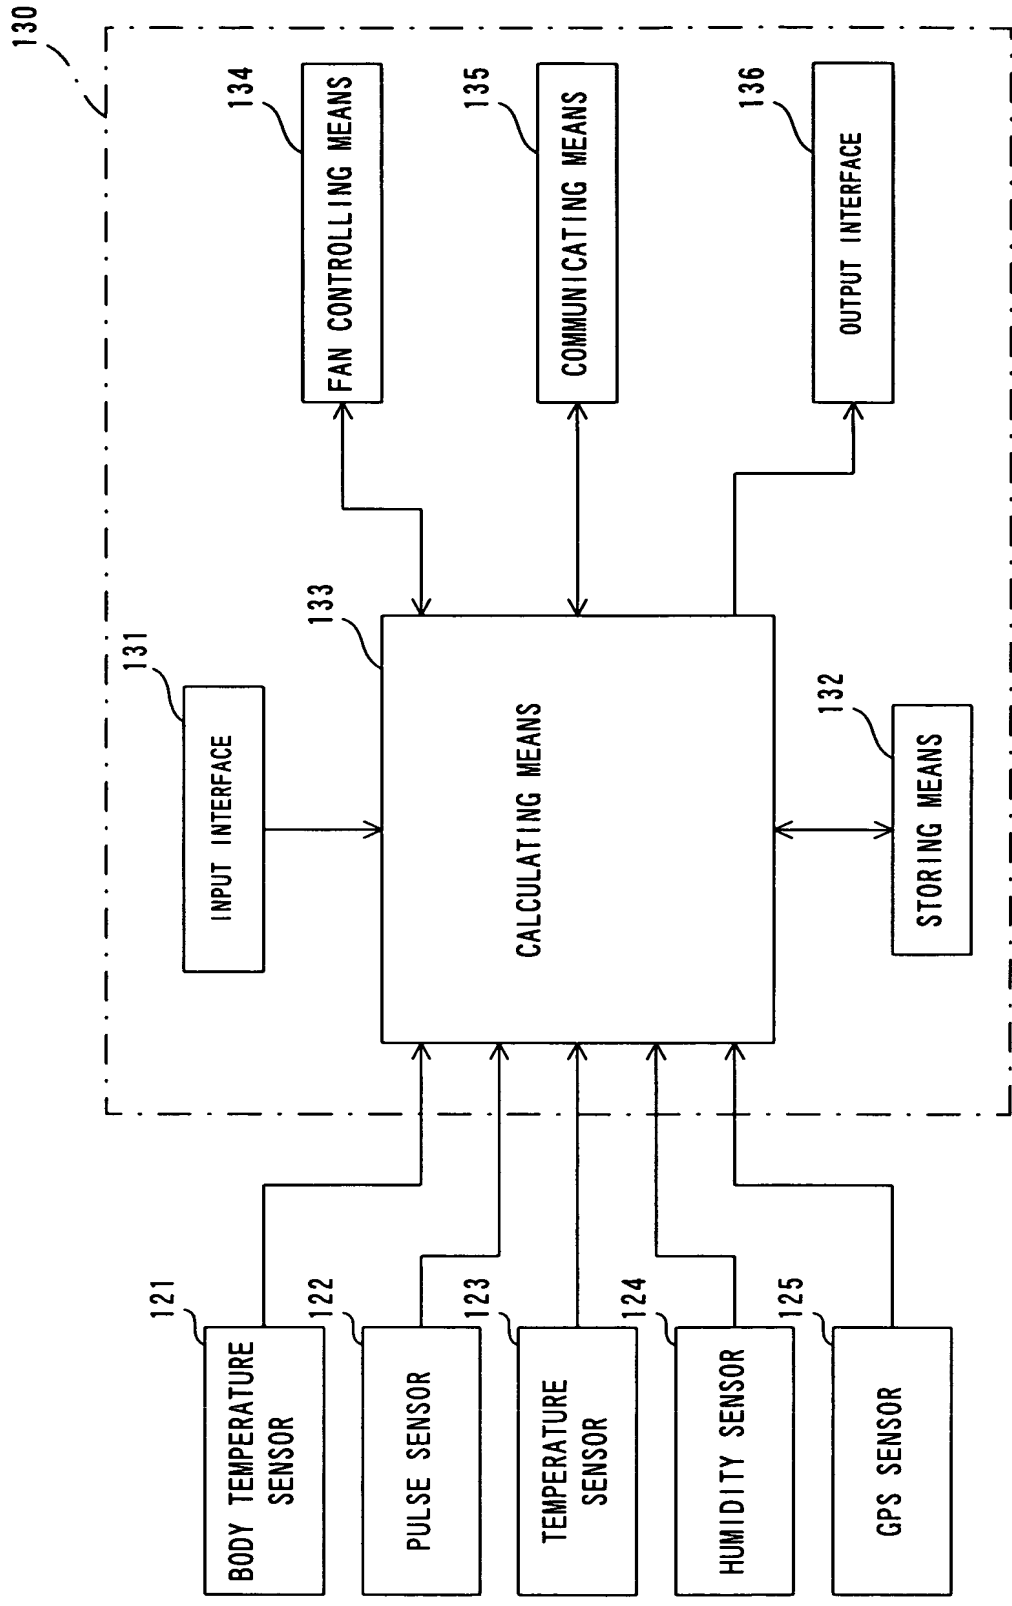 130
121
BODY TEMPERATURE
SENSOR
122
PULSE SENSOR
123
TEMPERATURE
SENSOR
124
HUMIDITY SENSOR
125
GPS SENSOR
131
INPUT INTERFACE
133
CALCULATING MEANS
132
STORING MEANS
134
FAN CONTROLLING MEANS
135
COMMUNICATING MEANS
136
OUTPUT INTERFACE